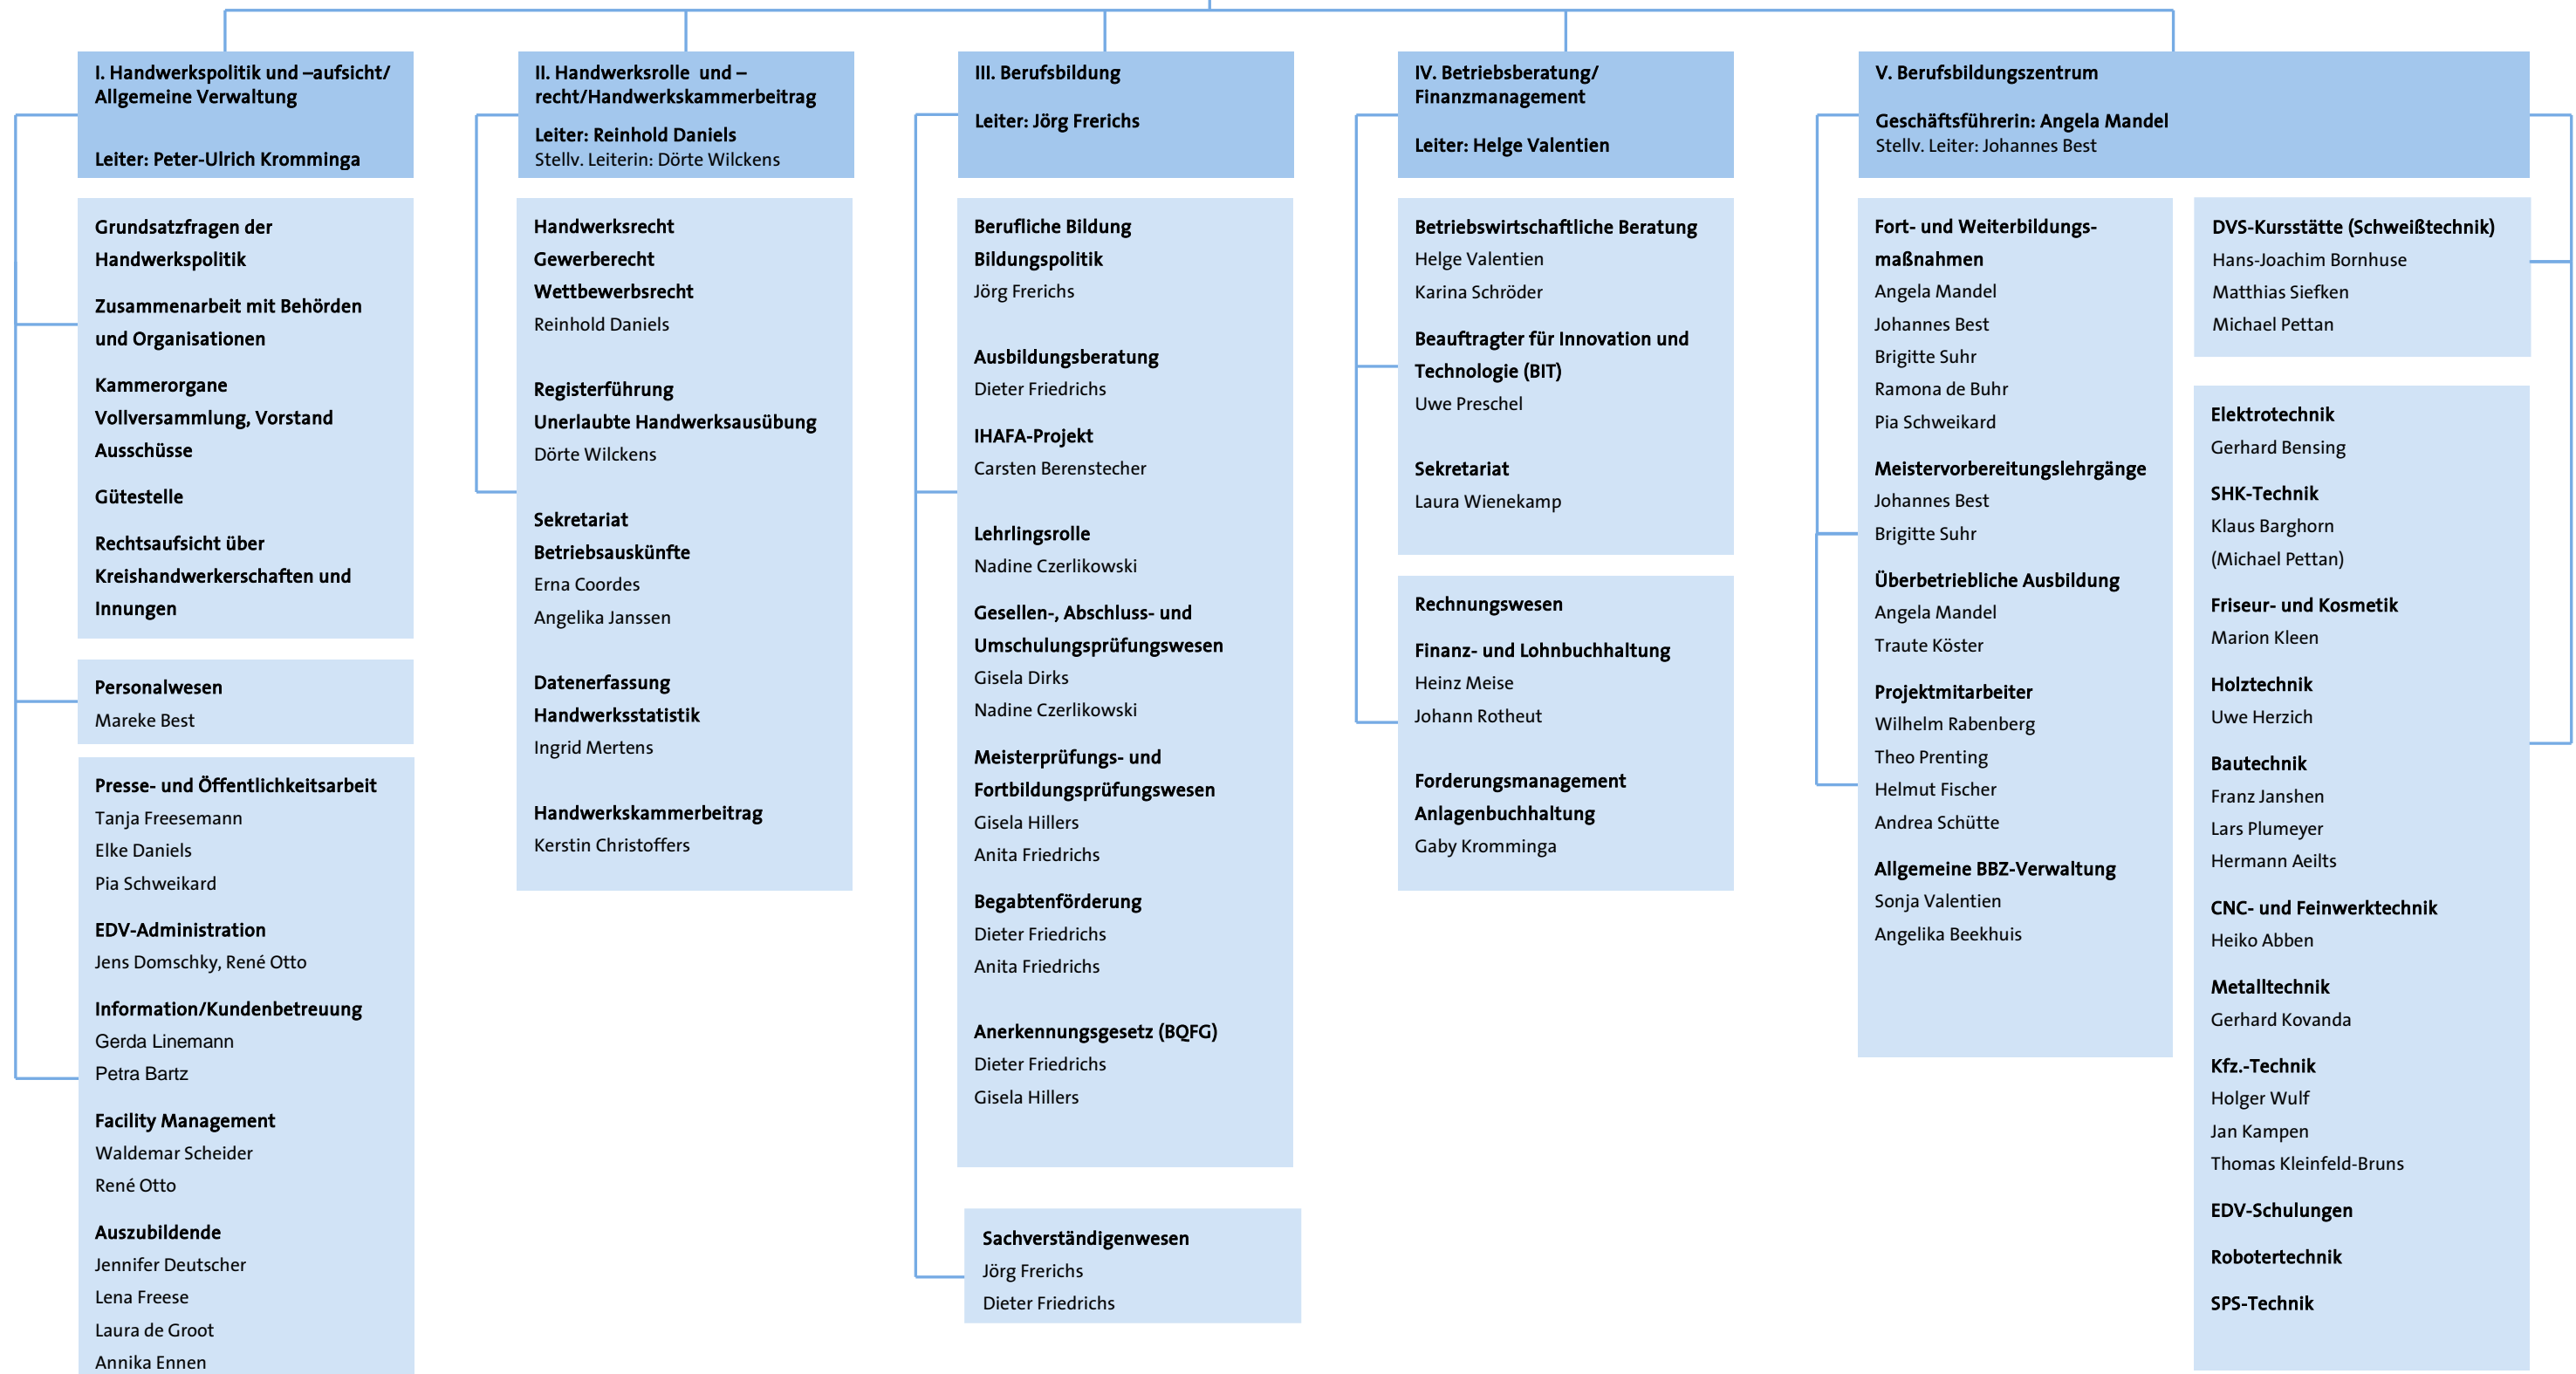 I. Handwerkspolitik und –aufsicht/
Allgemeine Verwaltung
Leiter: Peter-Ulrich Kromminga
Grundsatzfragen der
Handwerkspolitik
Zusammenarbeit mit Behörden
und Organisationen
Kammerorgane
Vollversammlung, Vorstand
Ausschüsse
Gütestelle
Rechtsaufsicht über
Kreishandwerkerschaften und
Innungen
Personalwesen
Mareke Best
Presse- und Öffentlichkeitsarbeit
Tanja Freesemann
Elke Daniels
Pia Schweikard
EDV-Administration
Jens Domschky, René Otto
Information/Kundenbetreuung
Gerda Linemann
Petra Bartz
Facility Management
Waldemar Scheider
René Otto
Auszubildende
Jennifer Deutscher
Lena Freese
Laura de Groot
Annika Ennen
II. Handwerksrolle und –
recht/Handwerkskammerbeitrag
Leiter: Reinhold Daniels
Stellv. Leiterin: Dörte Wilckens
Handwerksrecht
Gewerberecht
Wettbewerbsrecht
Reinhold Daniels
Registerführung
Unerlaubte Handwerksausübung
Dörte Wilckens
Sekretariat
Betriebsauskünfte
Erna Coordes
Angelika Janssen
Datenerfassung
Handwerksstatistik
Ingrid Mertens
Handwerkskammerbeitrag
Kerstin Christoffers
III. Berufsbildung
Leiter: Jörg Frerichs
Berufliche Bildung
Bildungspolitik
Jörg Frerichs
Ausbildungsberatung
Dieter Friedrichs
IHAFA-Projekt
Carsten Berenstecher
Lehrlingsrolle
Nadine Czerlikowski
Gesellen-, Abschluss- und
Umschulungsprüfungswesen
Gisela Dirks
Nadine Czerlikowski
Meisterprüfungs- und
Fortbildungsprüfungswesen
Gisela Hillers
Anita Friedrichs
Begabtenförderung
Dieter Friedrichs
Anita Friedrichs
Anerkennungsgesetz (BQFG)
Dieter Friedrichs
Gisela Hillers
Sachverständigenwesen
Jörg Frerichs
Dieter Friedrichs
IV. Betriebsberatung/
Finanzmanagement
Leiter: Helge Valentien
Betriebswirtschaftliche Beratung
Helge Valentien
Karina Schröder
Beauftragter für Innovation und
Technologie (BIT)
Uwe Preschel
Sekretariat
Laura Wienekamp
Rechnungswesen
Finanz- und Lohnbuchhaltung
Heinz Meise
Johann Rotheut
Forderungsmanagement
Anlagenbuchhaltung
Gaby Kromminga
V. Berufsbildungszentrum
Geschäftsführerin: Angela Mandel
Stellv. Leiter: Johannes Best
Fort- und Weiterbildungs-
maßnahmen
Angela Mandel
Johannes Best
Brigitte Suhr
Ramona de Buhr
Pia Schweikard
Meistervorbereitungslehrgänge
Johannes Best
Brigitte Suhr
Überbetriebliche Ausbildung
Angela Mandel
Traute Köster
Projektmitarbeiter
Wilhelm Rabenberg
Theo Prenting
Helmut Fischer
Andrea Schütte
Allgemeine BBZ-Verwaltung
Sonja Valentien
Angelika Beekhuis
DVS-Kursstätte (Schweißtechnik)
Hans-Joachim Bornhuse
Matthias Siefken
Michael Pettan
Elektrotechnik
Gerhard Bensing
SHK-Technik
Klaus Barghorn
(Michael Pettan)
Friseur- und Kosmetik
Marion Kleen
Holztechnik
Uwe Herzich
Bautechnik
Franz Janshen
Lars Plumeyer
Hermann Aeilts
CNC- und Feinwerktechnik
Heiko Abben
Metalltechnik
Gerhard Kovanda
Kfz.-Technik
Holger Wulf
Jan Kampen
Thomas Kleinfeld-Bruns
EDV-Schulungen
Robotertechnik
SPS-Technik